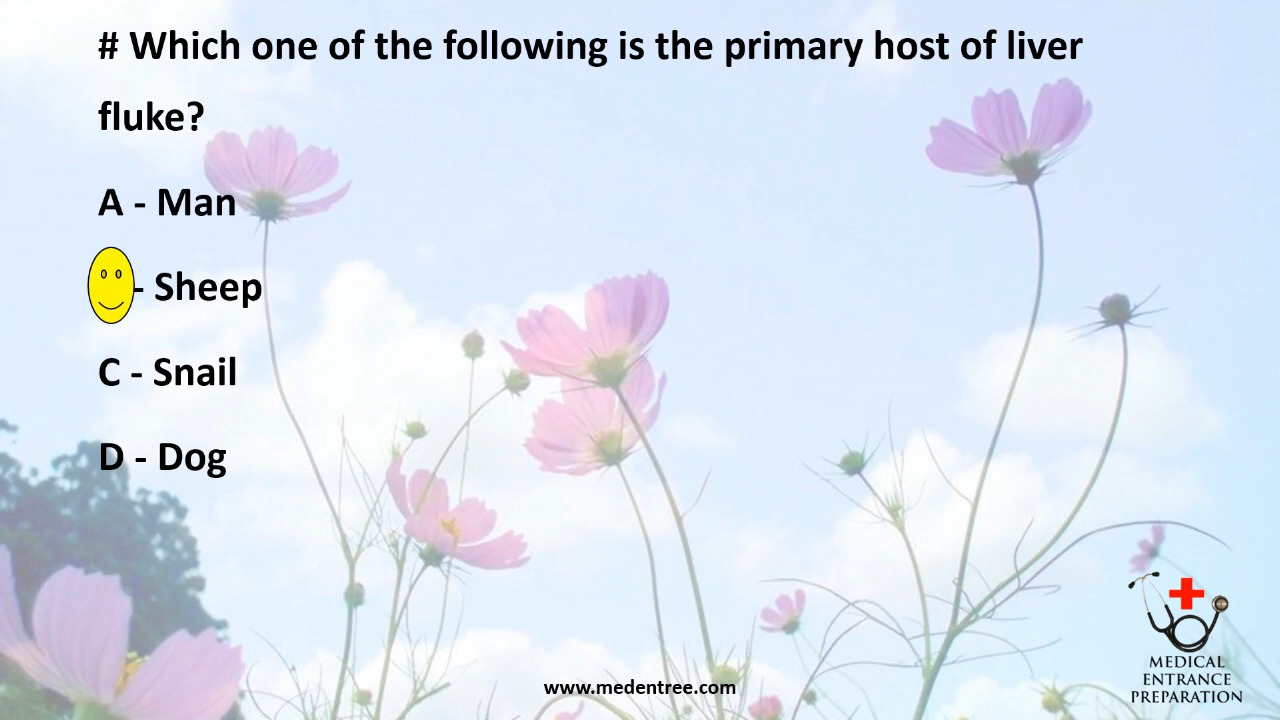 # Which one of the following is the primary host of liver
fluke?
A - Man
- Sheep
C - Snail
D - Dog
www.medentree.com
MEDICAL
ENTRANCE
PREPARATION